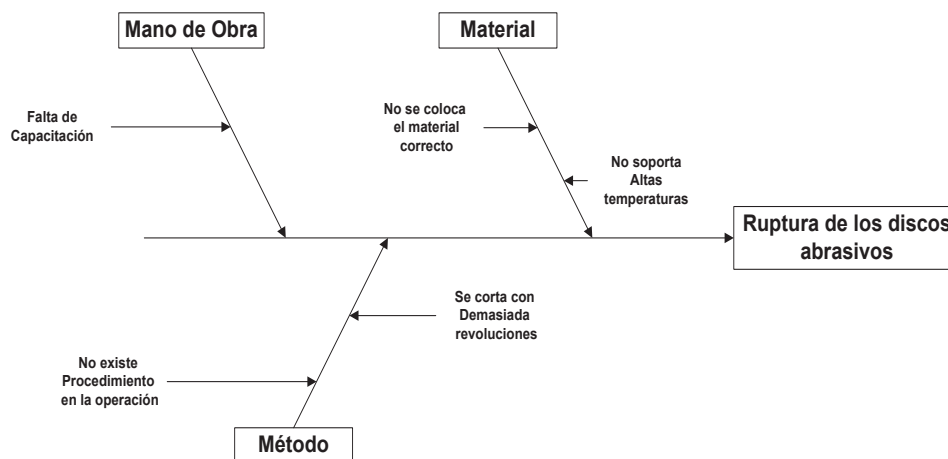 Mano de Obra
Material
Falta de
Capacitación
No se coloca
el material
correcto
No soporta
Altas
temperaturas
Ruptura de los discos
abrasivos
Se corta con
Demasiada
revoluciones
No existe
Procedimiento
en la operación
Método